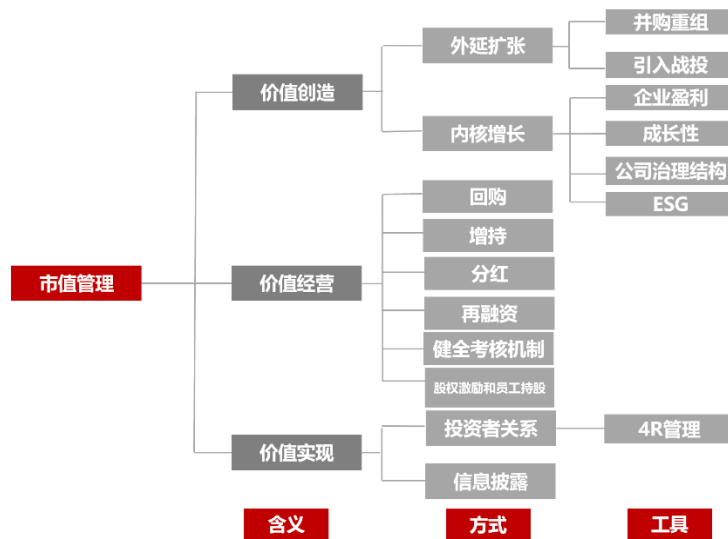 市值管理
价值创造
外延扩张
并购重组
引入战投
内核增长
企业盈利
成长性
公司治理结构
ESG
价值经营
回购
增持
分红
再融资
健全考核机制
股权激励和员工持股
价值实现
投资者关系
4R管理
信息披露
含义
方式
工具